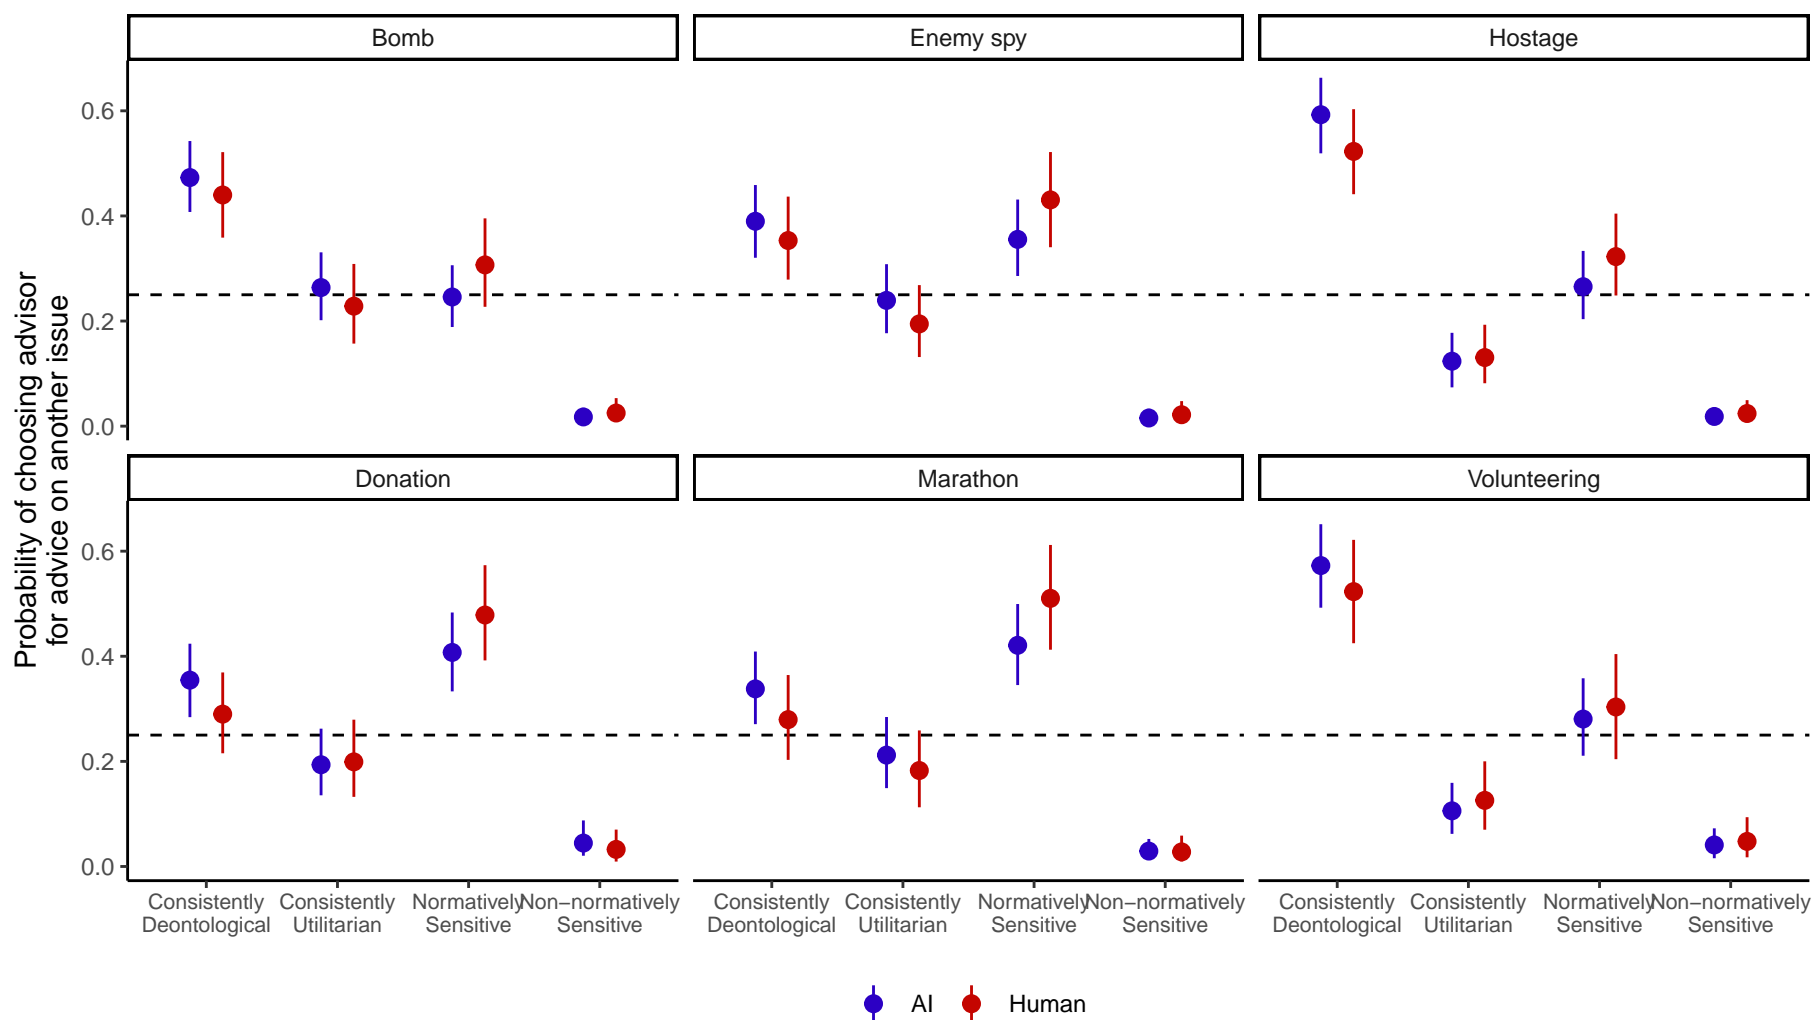 Bomb
Enemy spy
Hostage
Probability of choosing advisor
for advice on another issue
0.6
0.4
0.2
0.0
Donation
Marathon
Volunteering
0.6
0.4
0.2
0.0
Consistently
Deontological
Consistently
Utilitarian
Normatively
Sensitive
Non−normatively
Sensitive
Consistently
Deontological
Consistently
Utilitarian
Normatively
Sensitive
Non−normatively
Sensitive
Consistently
Deontological
Consistently
Utilitarian
Normatively
Sensitive
Non−normatively
Sensitive
AI
Human